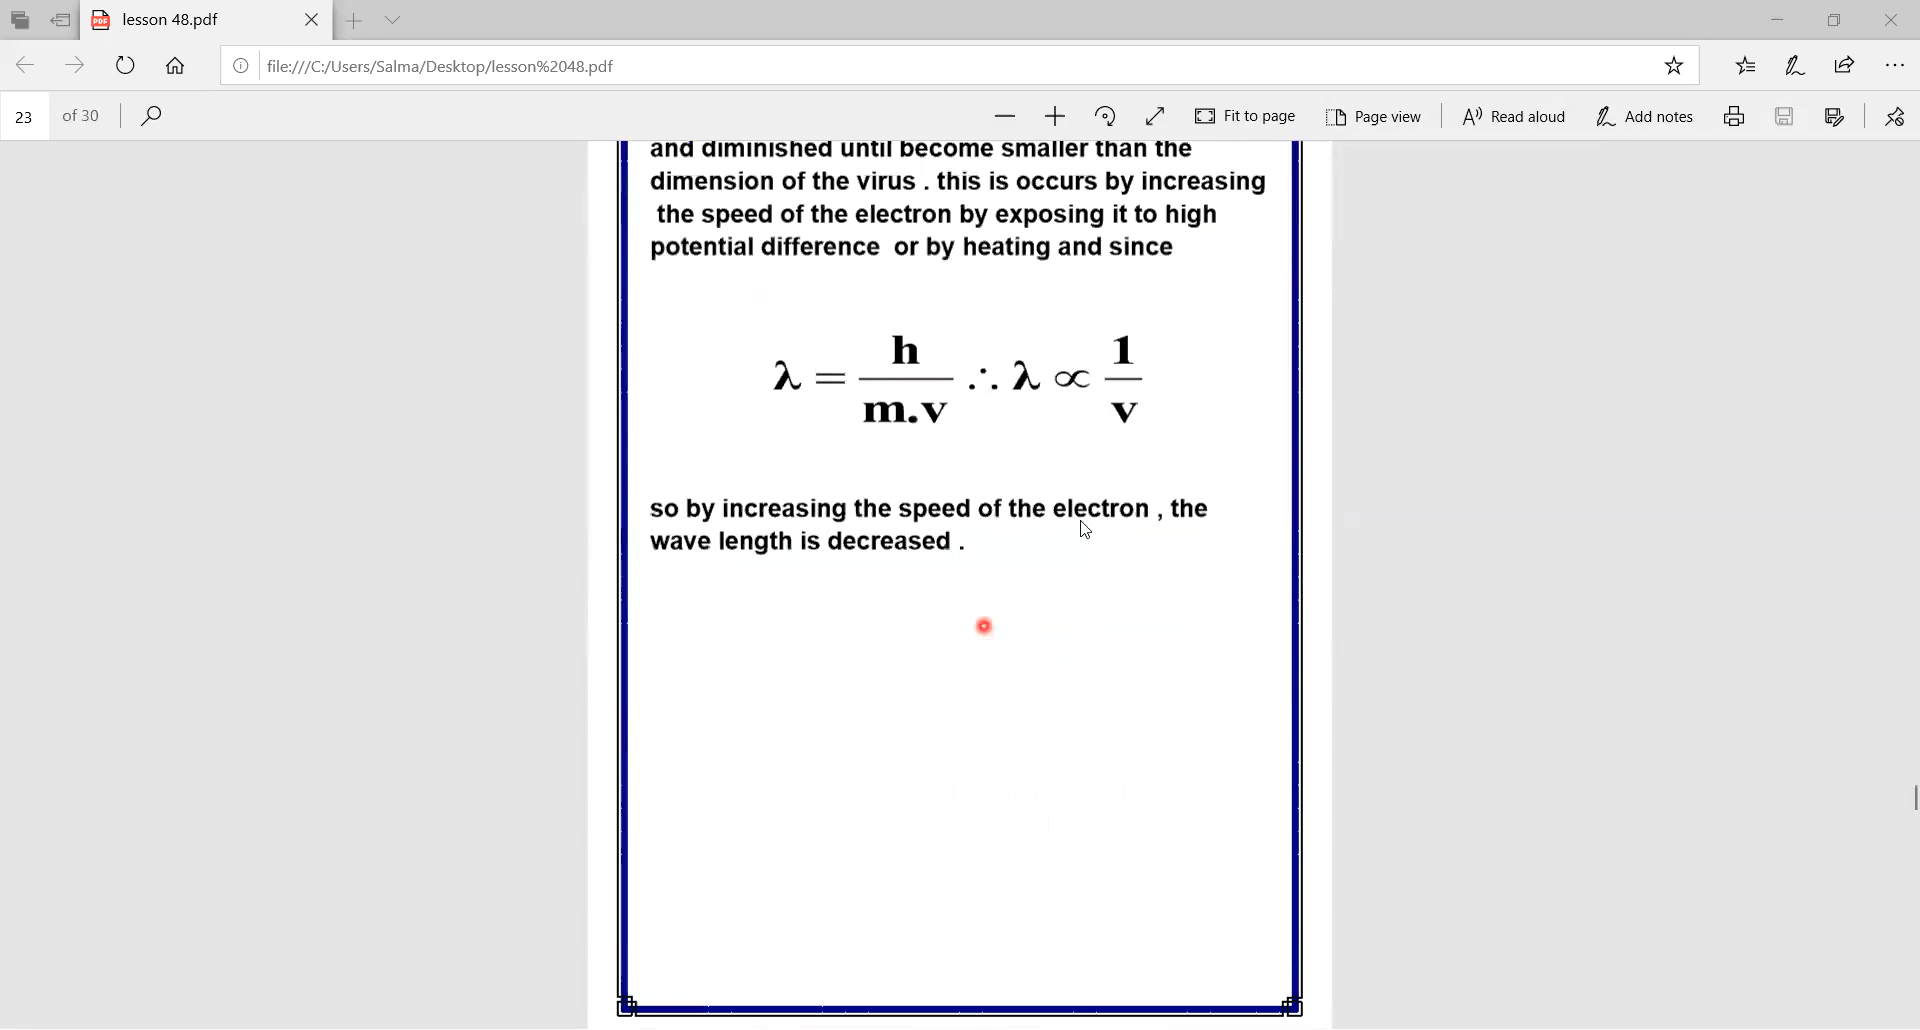 lesson 48.pdf
file:///C:/Users/Salma/Desktop/lesson%2048.pdf
23 of 30 Fit to page Page view Read aloud Add notes
and diminished until become smaller than the
dimension of the virus . this is occurs by increasing
the speed of the electron by exposing it to high
potential difference or by heating and since
λ = h / m.v ∴ λ ∝ 1 / v
so by increasing the speed of the electron , the
wave length is decreased .